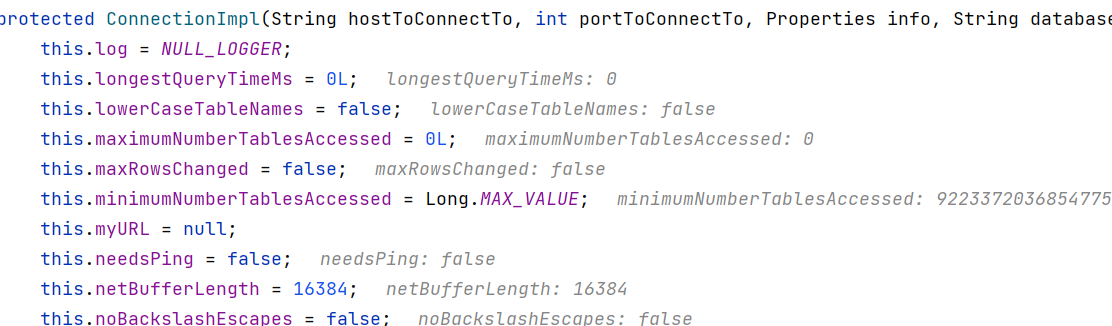 protected ConnectionImpl(String hostToConnectTo, int portToConnectTo, Properties info, String database
this.log = NULL_LOGGER;
this.longestQueryTimeMs = 0L; longestQueryTimeMs: 0
this.lowerCaseTableNames = false; lowerCaseTableNames: false
this.maximumNumberTablesAccessed = 0L; maximumNumberTablesAccessed: 0
this.maxRowsChanged = false; maxRowsChanged: false
this.minimumNumberTablesAccessed = Long.MAX_VALUE; minimumNumberTablesAccessed: 9223372036854775
this.myURL = null;
this.needsPing = false; needsPing: false
this.netBufferLength = 16384; netBufferLength: 16384
this.noBackslashEscapes = false; noBackslashEscapes: false